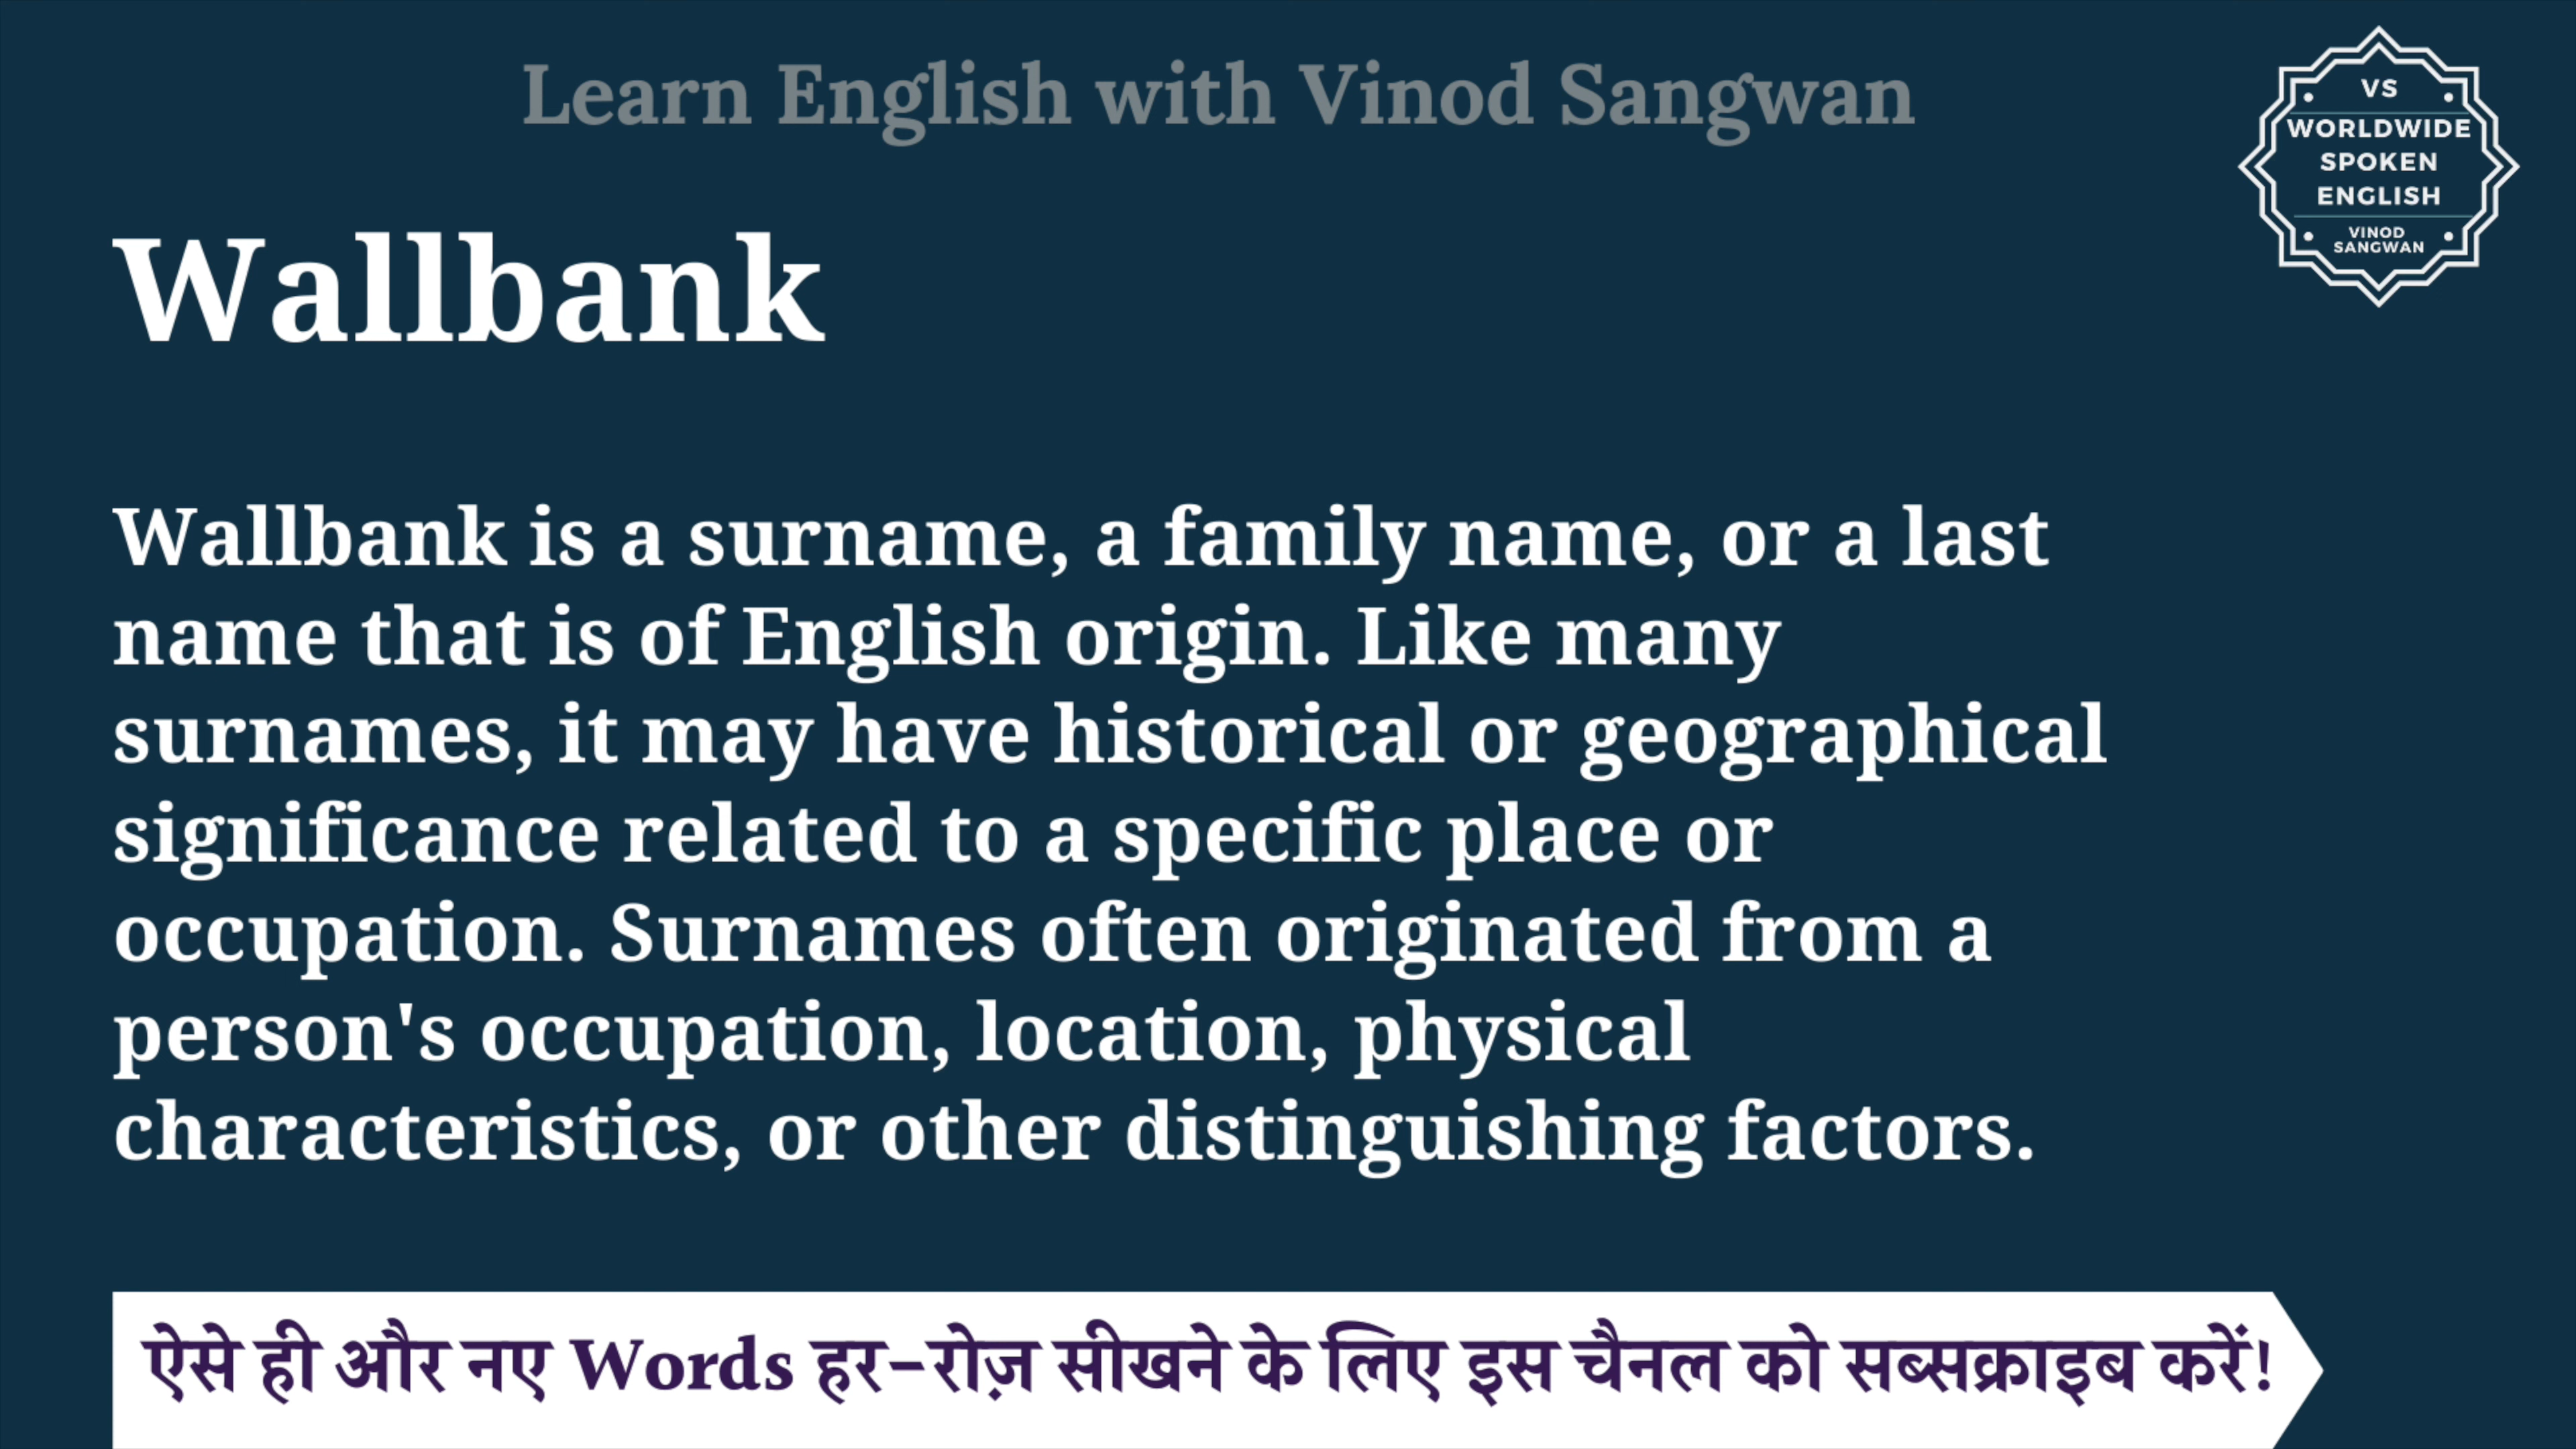 Learn English with Vinod Sangwan
VS
WORLDWIDE
SPOKEN
ENGLISH
VINOD
SANGWAN
Wallbank
Wallbank is a surname, a family name, or a last
name that is of English origin. Like many
surnames, it may have historical or geographical
significance related to a specific place or
occupation. Surnames often originated from a
person's occupation, location, physical
characteristics, or other distinguishing factors.
ऐसे ही और नए Words हर-रोज़ सीखने के लिए इस चैनल को सब्सक्राइब करें!